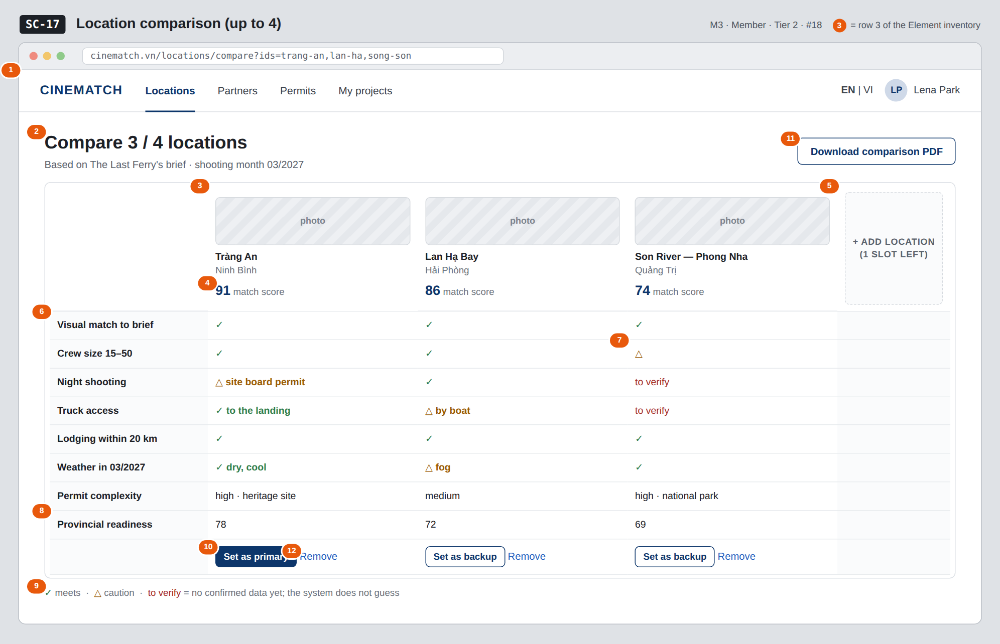 SC-17 Location comparison (up to 4) M3 · Member · Tier 2 · #18 3 = row 3 of the Element inventory
cinematch.vn/locations/compare?ids=trang-an,lan-ha,song-son
1
CINEMATCH Locations Partners Permits My projects EN | VI LP Lena Park
2
Compare 3 / 4 locations
11
Download comparison PDF
Based on The Last Ferry's brief · shooting month 03/2027
3 5
photo photo photo
+ ADD LOCATION
(1 SLOT LEFT)
Tràng An Lan Hạ Bay Son River — Phong Nha
Ninh Bình Hải Phòng Quảng Trị
4
91 match score 86 match score 74 match score
6
Visual match to brief ✓ ✓ ✓
7
Crew size 15–50 ✓ ✓ △
Night shooting △ site board permit ✓ to verify
Truck access ✓ to the landing △ by boat to verify
Lodging within 20 km ✓ ✓ ✓
Weather in 03/2027 ✓ dry, cool △ fog ✓
Permit complexity high · heritage site medium high · national park
8
Provincial readiness 78 72 69
10 12
Set as primary Remove Set as backup Remove Set as backup Remove
9
✓ meets · △ caution · to verify = no confirmed data yet; the system does not guess